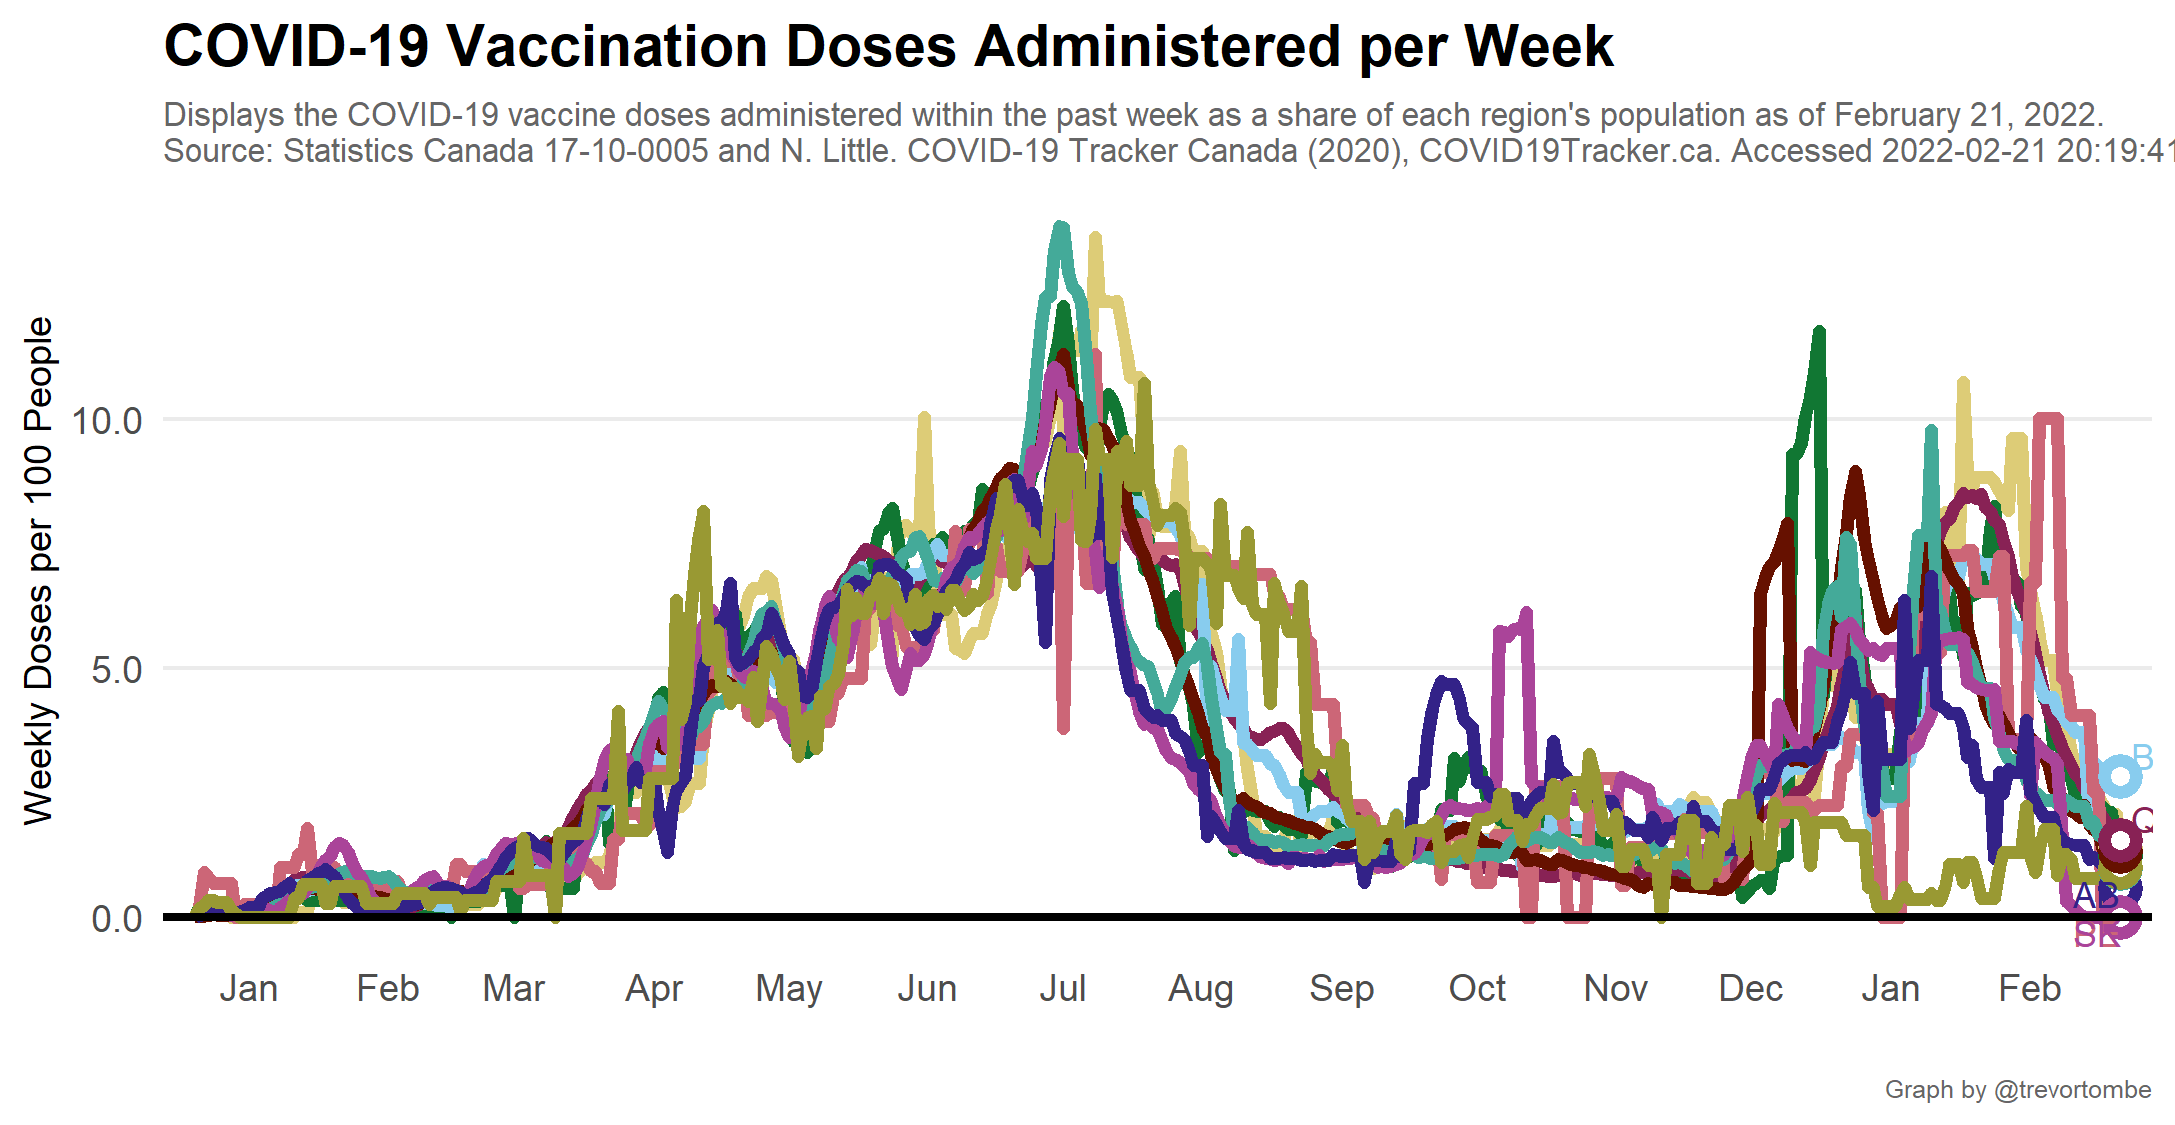 COVID-19 Vaccination Doses Administered per Week
Displays the COVID-19 vaccine doses administered within the past week as a share of each region's population as of February 21, 2022.
Source: Statistics Canada 17-10-0005 and N. Little. COVID-19 Tracker Canada (2020), COVID19Tracker.ca. Accessed 2022-02-21 20:19:41
Weekly Doses per 100 People
10.0
5.0
0.0
B
Q
AB
Jan Feb Mar Apr May Jun Jul Aug Sep Oct Nov Dec Jan Feb
Graph by @trevortombe